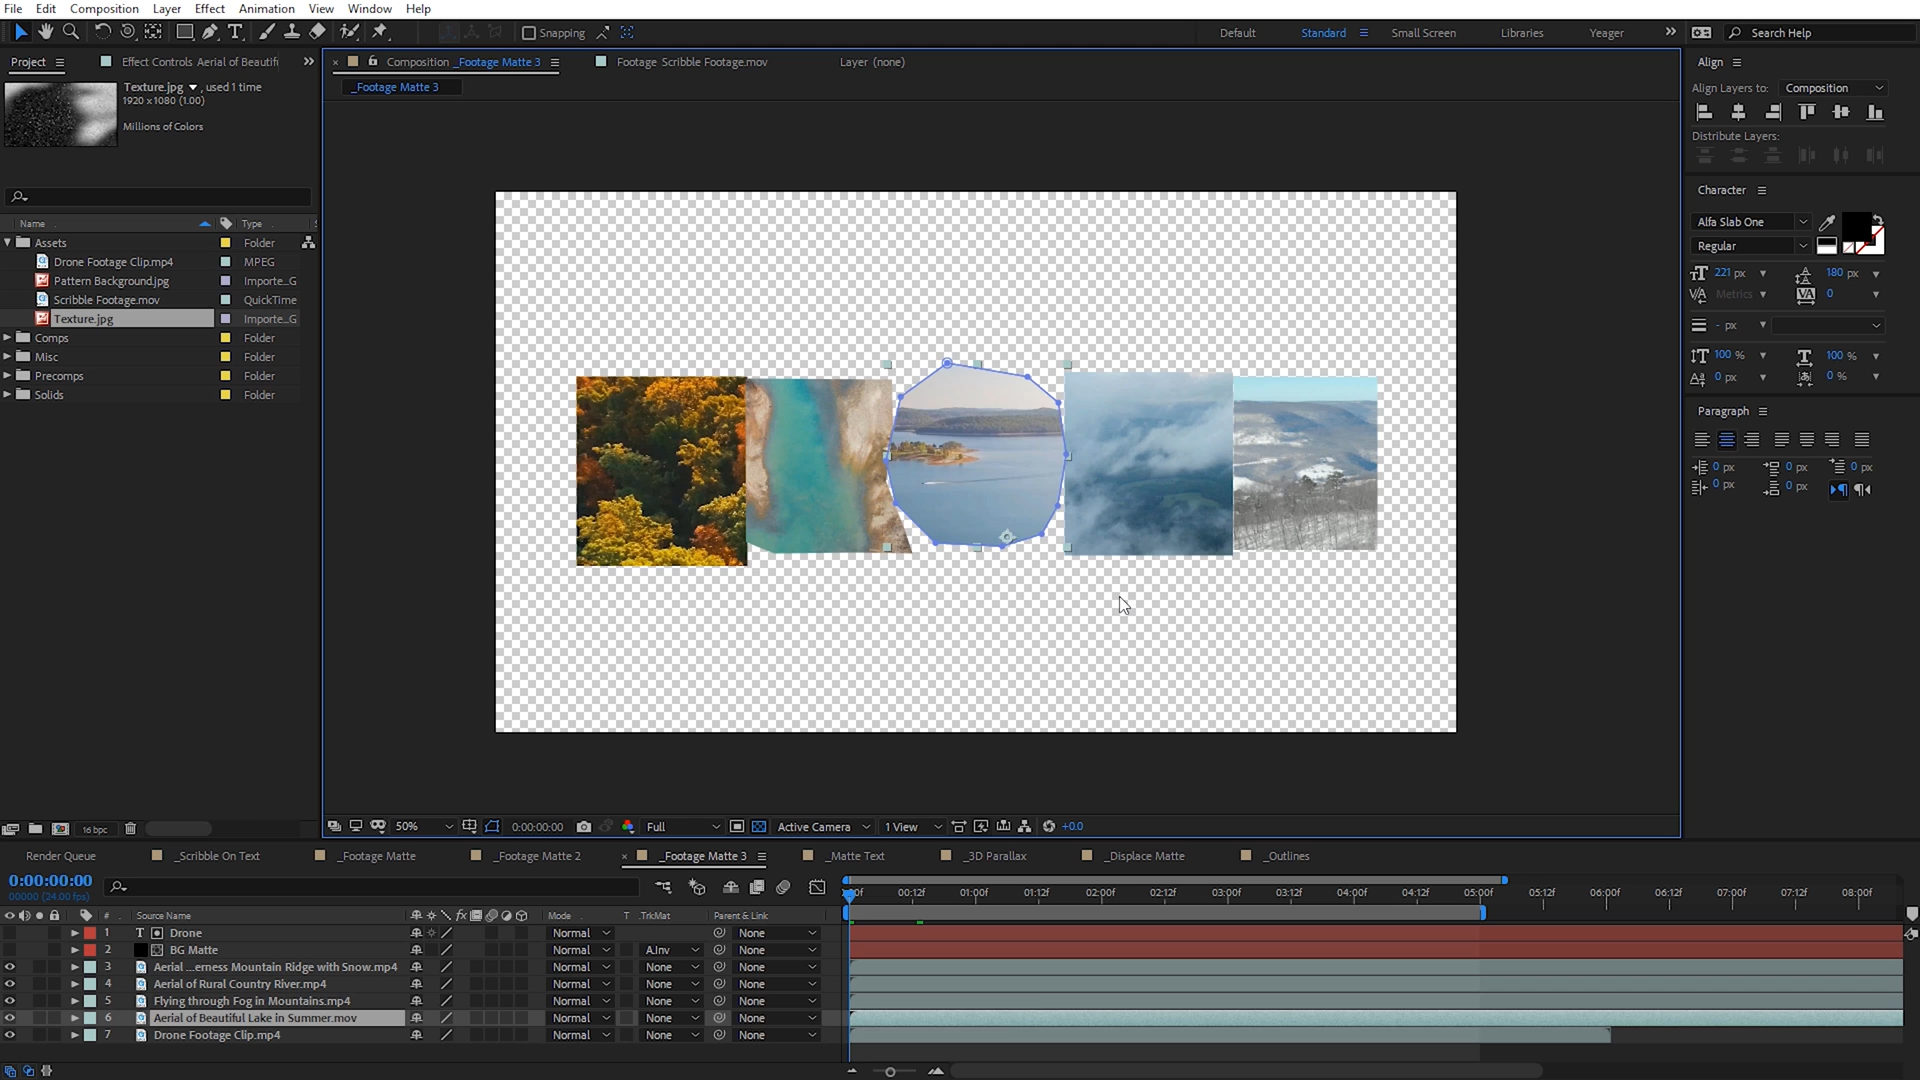 File Edit Composition Layer Effect Animation View Window Help
Snapping
Default Standard Small Screen Libraries Yeager Search Help
Project Effect Controls Aerial of Beautifi
Composition _Footage Matte 3 Footage Scribble Footage.mov Layer (none)
_Footage Matte 3
Texture.jpg , used 1 time
1920 x 1080 (1.00)
Millions of Colors
Name Type
Assets Folder
Drone Footage Clip.mp4 MPEG
Pattern Background.jpg Importe...G
Scribble Footage.mov QuickTime
Texture.jpg Importe...G
Comps Folder
Misc Folder
Precomps Folder
Solids Folder
16 bpc
50% 0:00:00:00 Full Active Camera 1 View +0.0
Align
Align Layers to: Composition
Distribute Layers:
Character
Alfa Slab One
Regular
221 px 180 px
Metrics 0
- px
100 % 100 %
0 px 0 %
Paragraph
0 px 0 px 0 px
0 px 0 px
Render Queue _Scribble On Text _Footage Matte _Footage Matte 2 _Footage Matte 3 _Matte Text _3D Parallax _Displace Matte _Outlines
0:00:00:00
00000 (24.00 fps)
00:12f 01:00f 01:12f 02:00f 02:12f 03:00f 03:12f 04:00f 04:12f 05:00f 05:12f 06:00f 06:12f 07:00f 07:12f 08:00f
# Source Name Mode T .TrkMat Parent & Link
1 T Drone Normal None
2 BG Matte Normal A.Inv None
3 Aerial ...erness Mountain Ridge with Snow.mp4 Normal None None
4 Aerial of Rural Country River.mp4 Normal None None
5 Flying through Fog in Mountains.mp4 Normal None None
6 Aerial of Beautiful Lake in Summer.mov Normal None None
7 Drone Footage Clip.mp4 Normal None None